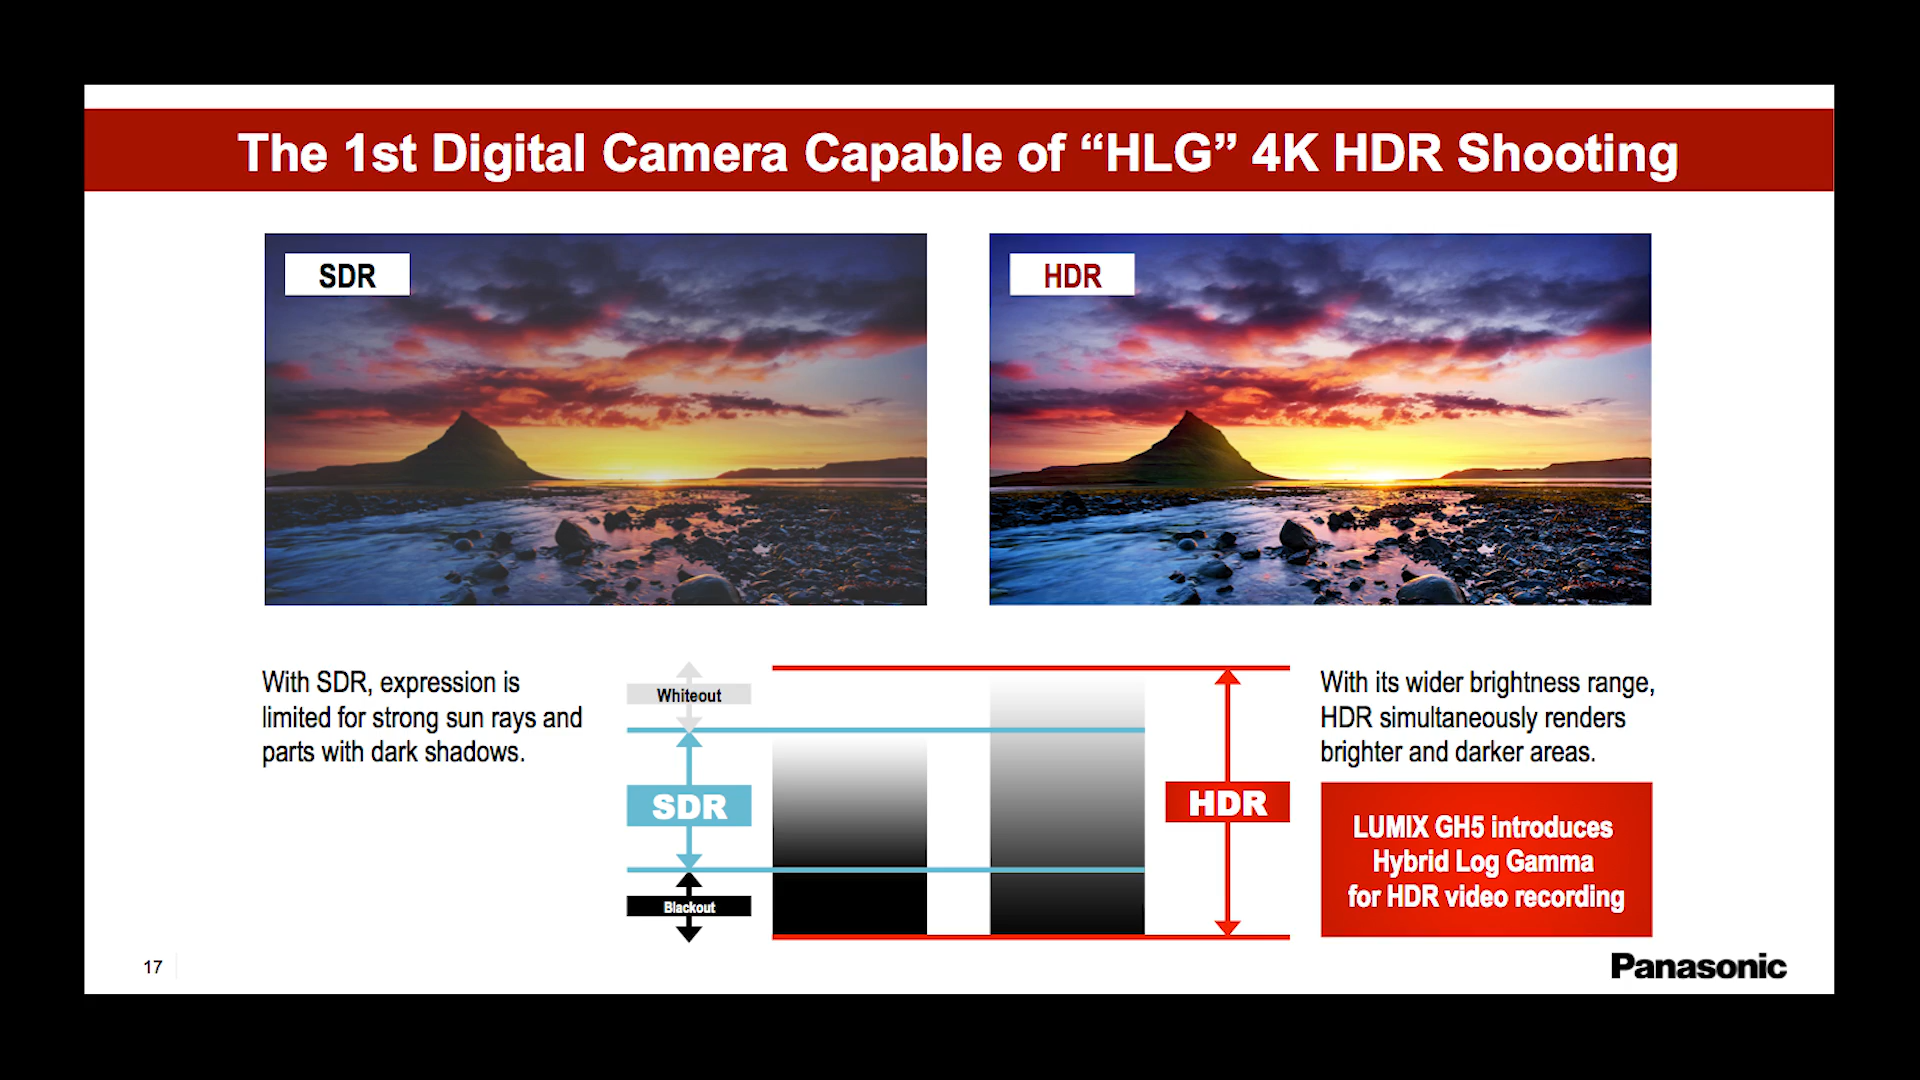 The 1st Digital Camera Capable of “HLG” 4K HDR Shooting
SDR
HDR
With SDR, expression is
limited for strong sun rays and
parts with dark shadows.
Whiteout
SDR
Blackout
HDR
With its wider brightness range,
HDR simultaneously renders
brighter and darker areas.
LUMIX GH5 introduces
Hybrid Log Gamma
for HDR video recording
17
Panasonic